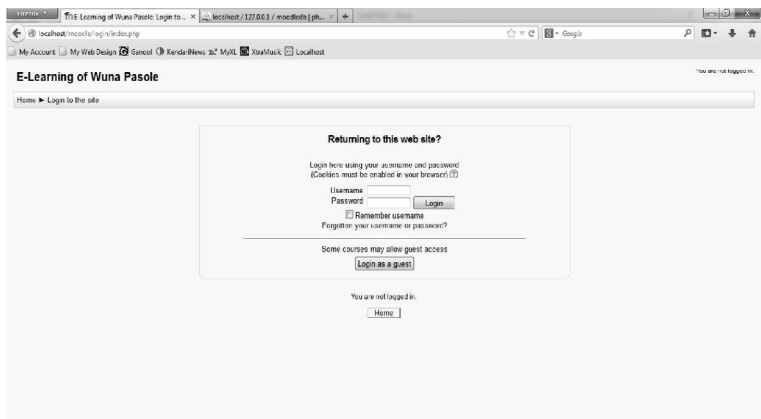 Firefox
E-Learning of Wuna Pasole: Login to ... × localhost / 127.0.0.1 / moodledb | ph... × +
localhost/moodle/login/index.php
Google
My Account My Web Design Gancol KendariNews MyXL XtraMusik Localhost
E-Learning of Wuna Pasole
You are not logged in.
Home ► Login to the site
Returning to this web site?
Login here using your username and password
(Cookies must be enabled in your browser)
Username
Password Login
Remember username
Forgotten your username or password?
Some courses may allow guest access
Login as a guest
You are not logged in.
Home